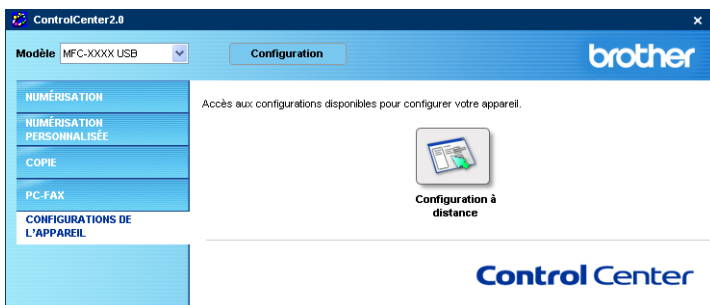 ControlCenter2.0
Modèle MFC-XXXX USB
Configuration
brother
NUMÉRISATION
NUMÉRISATION
PERSONNALISÉE
COPIE
PC-FAX
CONFIGURATIONS DE
L'APPAREIL
Accès aux configurations disponibles pour configurer votre appareil.
Configuration à
distance
Control Center